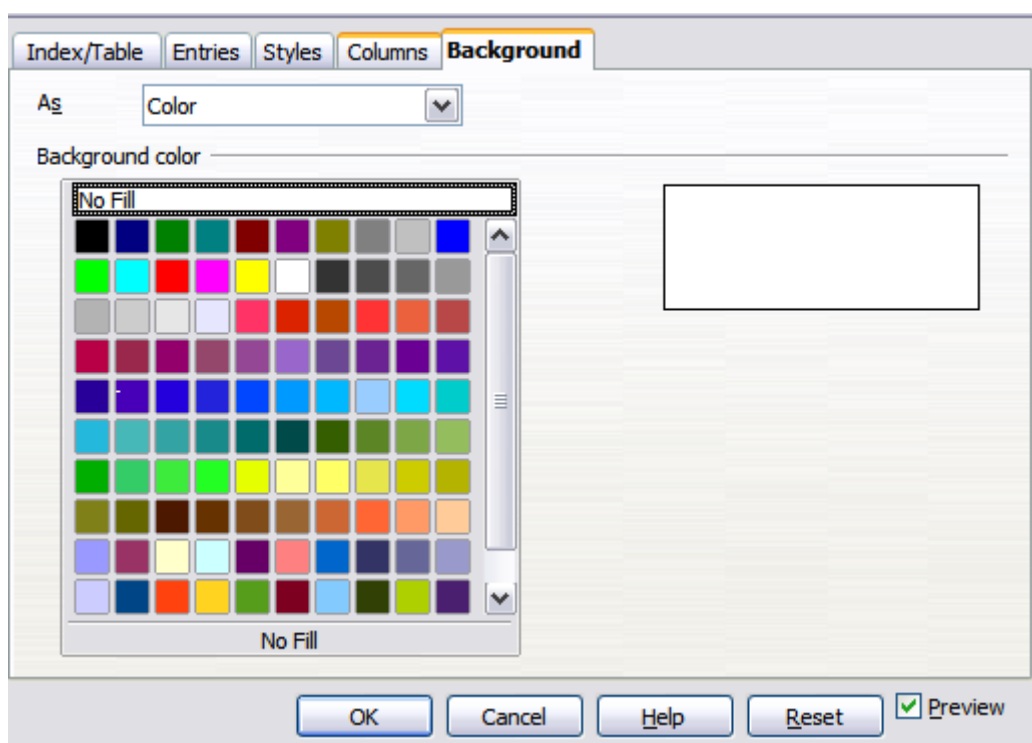 Index/Table Entries Styles Columns Background
As Color
Background color
No Fill
No Fill
OK Cancel Help Reset Preview